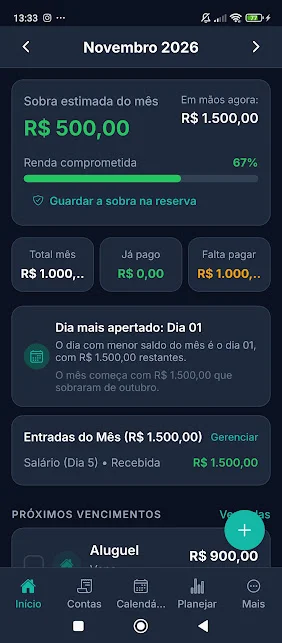 13:33
77
Novembro 2026
Sobra estimada do mês
R$ 500,00
Em mãos agora:
R$ 1.500,00
Renda comprometida
67%
Guardar a sobra na reserva
Total mês
R$ 1.000,..
Já pago
R$ 0,00
Falta pagar
R$ 1.000,..
Dia mais apertado: Dia 01
O dia com menor saldo do mês é o dia 01,
com R$ 1.500,00 restantes.
O mês começa com R$ 1.500,00 que
sobraram de outubro.
Entradas do Mês (R$ 1.500,00)
Gerenciar
Salário (Dia 5) • Recebida
R$ 1.500,00
PRÓXIMOS VENCIMENTOS
Aluguel
R$ 900,00
Início
Contas
Calendá...
Planejar
Mais